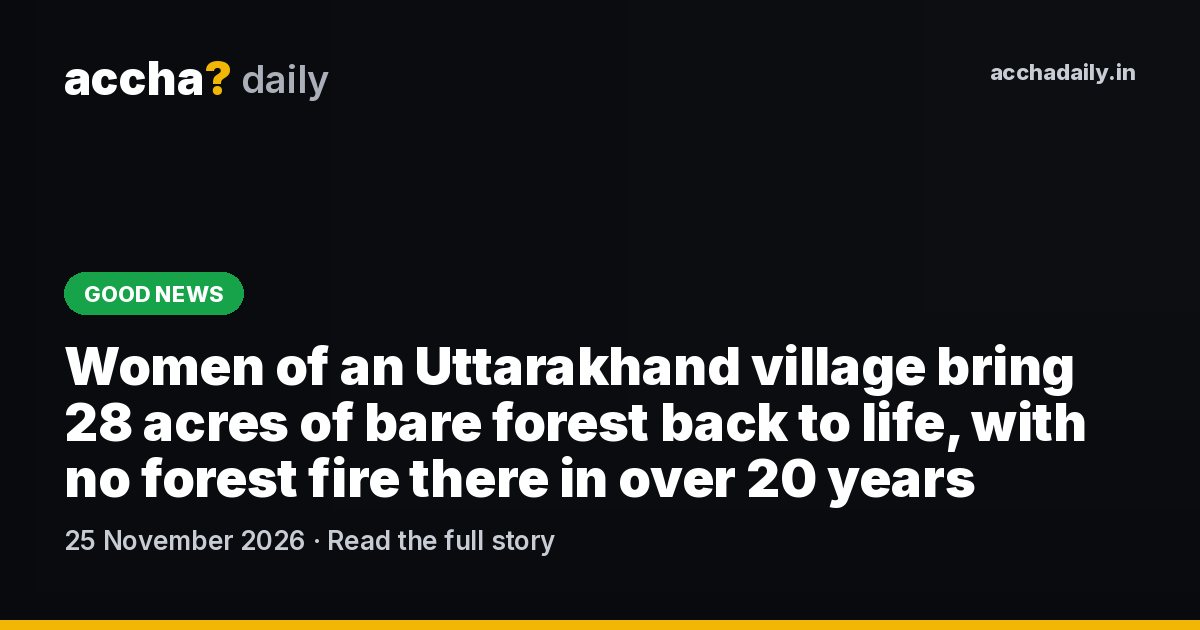 accha? daily
acchadaily.in
GOOD NEWS
Women of an Uttarakhand village bring
28 acres of bare forest back to life, with
no forest fire there in over 20 years
25 November 2026 · Read the full story